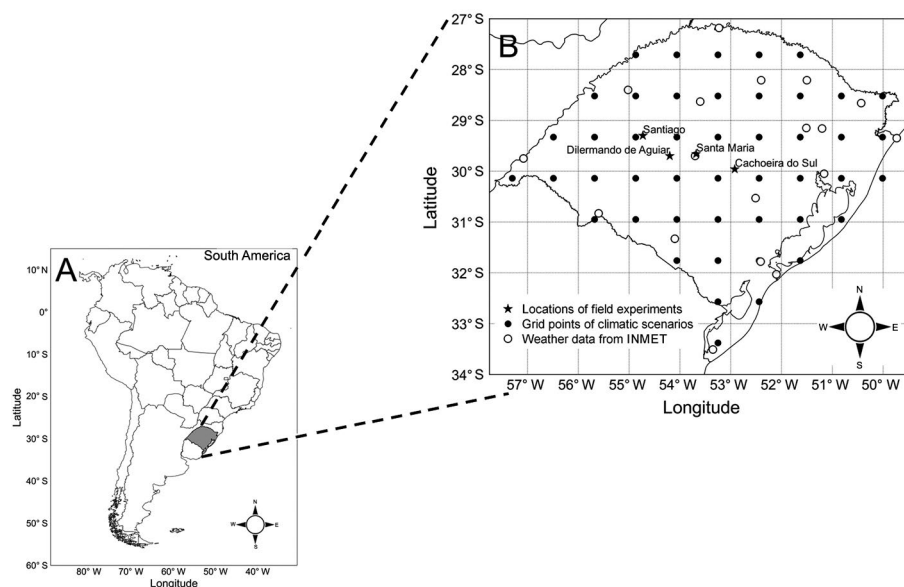 A
South America
10°N
0°
10° S
20° S
30° S
40° S
50° S
60° S
80° W 70° W 60° W 50° W 40° W
Latitude
Longitude
N
W E
S
B
27° S
28° S
29° S
30° S
31° S
32° S
33° S
34° S
57° W 56° W 55° W 54° W 53° W 52° W 51° W 50° W
Latitude
Longitude
Santiago
Dilermando de Aguiar
Santa Maria
Cachoeira do Sul
Locations of field experiments
Grid points of climatic scenarios
Weather data from INMET
N
W E
S